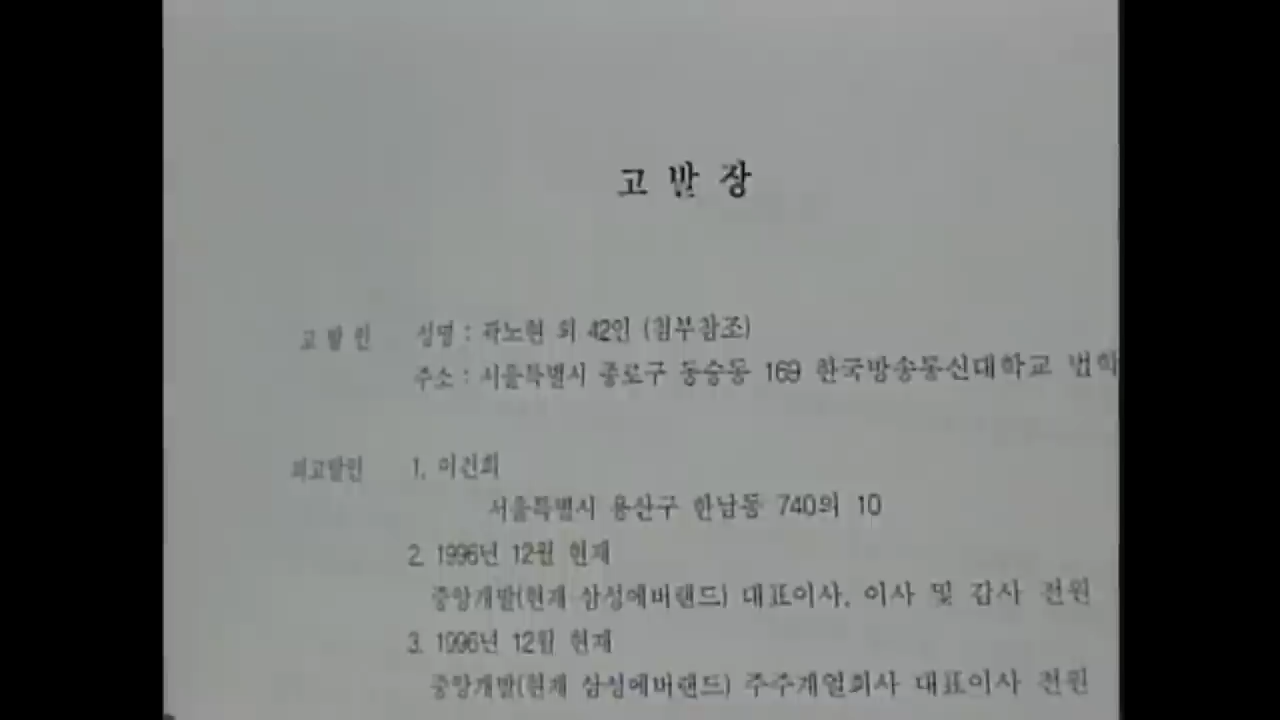 고 발 장
고 발 인 성명 : 곽노현 외 42인 (첨부참조)
주소 : 서울특별시 종로구 동숭동 169 한국방송통신대학교 법학
피고발인 1. 이건희
서울특별시 용산구 한남동 740의 10
2. 1996년 12월 현재
중앙개발(현재 삼성에버랜드) 대표이사, 이사 및 감사 전원
3. 1996년 12월 현재
중앙개발(현재 삼성에버랜드) 주주계열회사 대표이사 전원